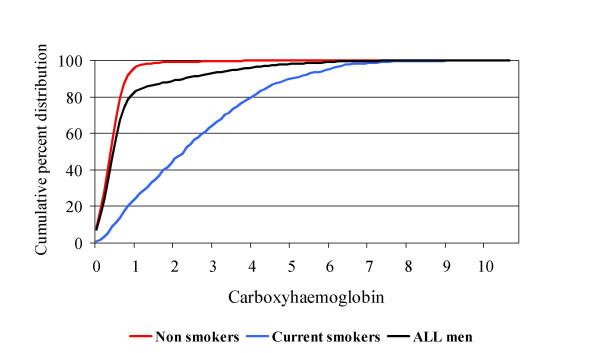 Cumulative percent distribution
100
80
60
40
20
0
0 1 2 3 4 5 6 7 8 9 10
Carboxyhaemoglobin
Non smokers Current smokers ALL men